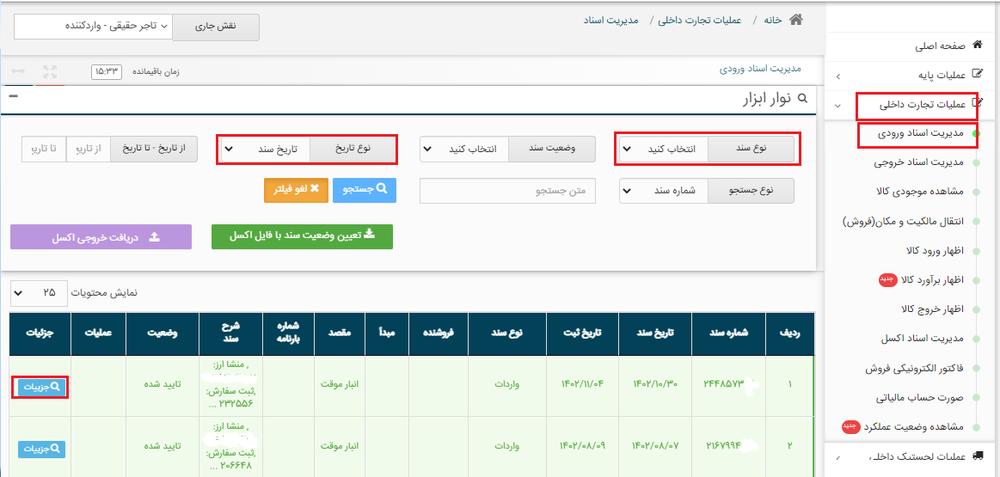 خانه / عملیات تجارت داخلی / مدیریت اسناد
نقش جاری
تاجر حقیقی - واردکننده
صفحه اصلی
عملیات پایه
عملیات تجارت داخلی
مدیریت اسناد ورودی
مدیریت اسناد خروجی
مشاهده موجودی کالا
انتقال مالکیت و مکان(فروش)
اظهار ورود کالا
اظهار برآورد کالا جدید
اظهار خروج کالا
مدیریت اسناد اکسل
فاکتور الکترونیکی فروش
صورت حساب مالیاتی
مشاهده وضعیت عملکرد جدید
عملیات لجستیک داخلی
مدیریت اسناد ورودی
زمان باقیمانده ۱۵:۳۳
نوار ابزار
نوع سند انتخاب کنید وضعیت سند انتخاب کنید نوع تاریخ تاریخ سند از تاریخ - تا تاریخ از تاریخ تا تاریخ
نوع جستجو شماره سند متن جستجو جستجو لغو فیلتر
تعیین وضعیت سند با فایل اکسل دریافت خروجی اکسل
نمایش محتویات ۲۵
ردیف شماره سند تاریخ سند تاریخ ثبت نوع سند فروشنده مبدأ مقصد شماره بارنامه شرح سند وضعیت عملیات جزئیات
۱ ۲۴۴۸۵۷۳ ۱۴۰۲/۱۰/۳۰ ۱۴۰۲/۱۱/۰۴ واردات انبار موقت , منشا ارز: ,ثبت سفارش: ۲۳۲۵۵۶ ... تایید شده جزییات
۲ ۲۱۶۷۹۹۴ ۱۴۰۲/۰۸/۰۷ ۱۴۰۲/۰۸/۰۹ واردات انبار موقت , منشا ارز: ,ثبت سفارش: ۲۰۶۶۴۸ ... تایید شده جزییات